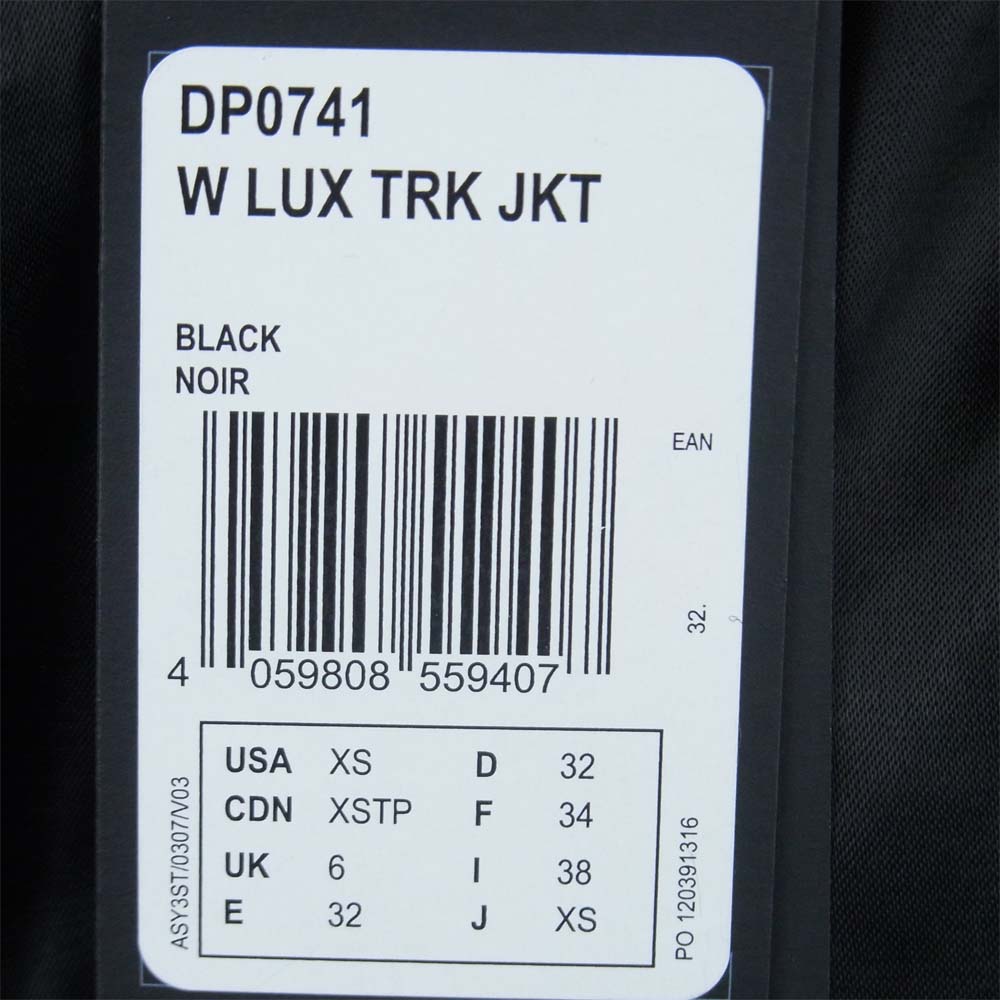 DP0741
W LUX TRK JKT
BLACK
NOIR
EAN
32.
4 059808 559407
USA XS D 32
CDN XSTP F 34
UK 6 I 38
E 32 J XS
ASY3ST/0307/V03
PO 120391316